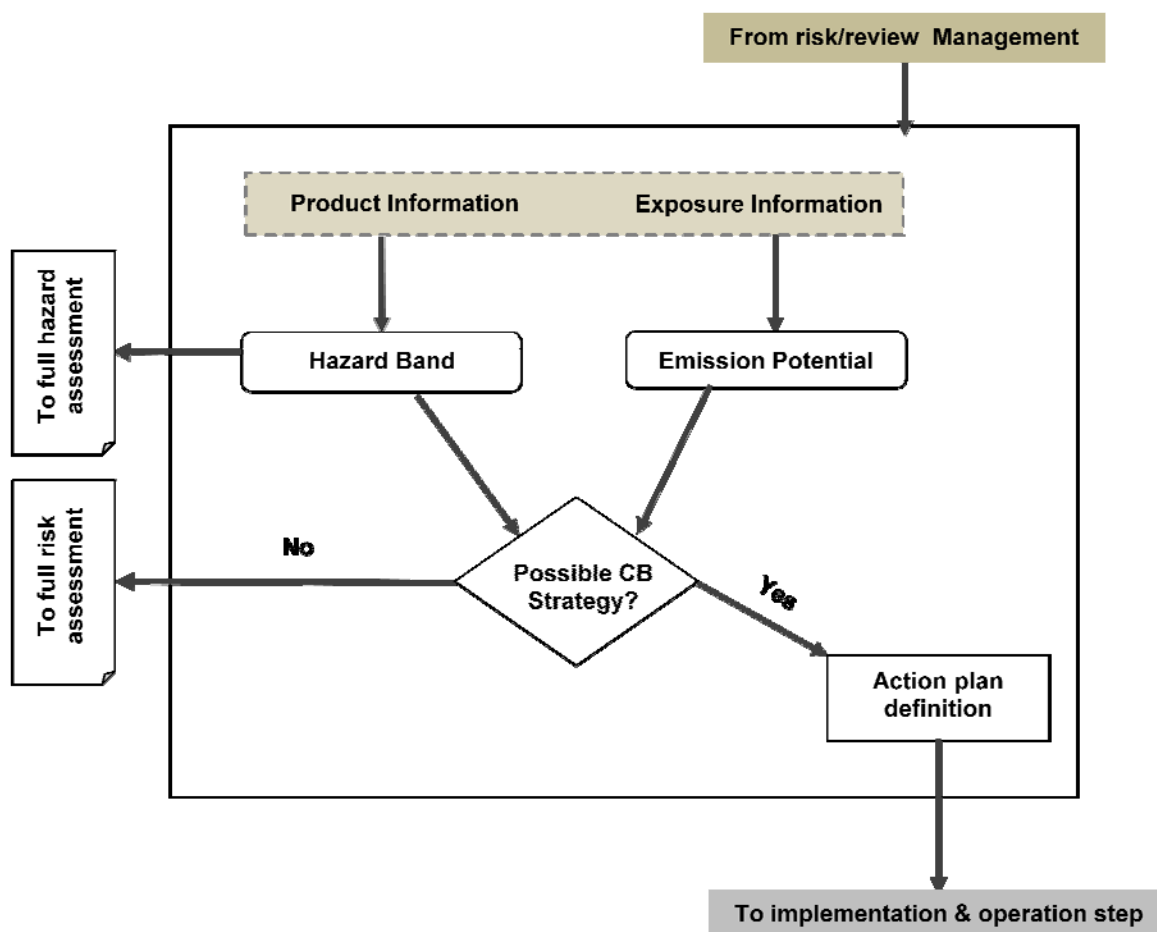 From risk/review Management
Product Information
Exposure Information
To full hazard
assessment
Hazard Band
Emission Potential
To full risk
assessment
No
Possible CB
Strategy?
Yes
Action plan
definition
To implementation & operation step